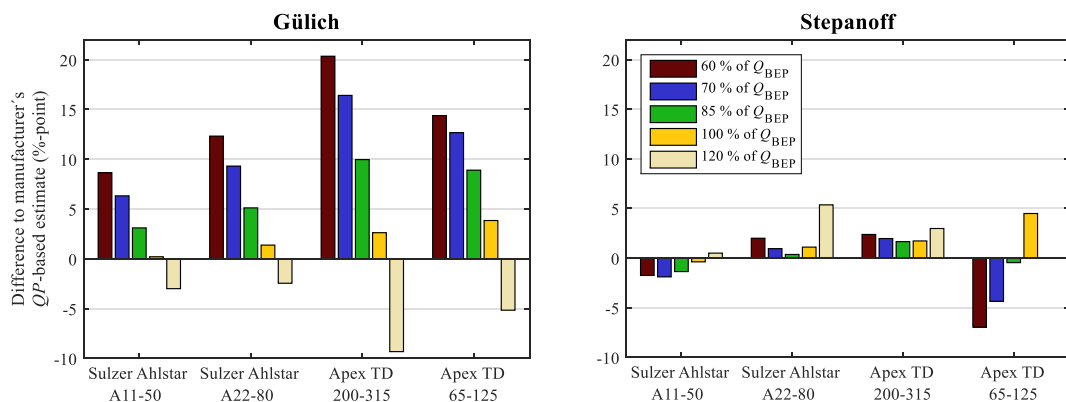 Gülich
Difference to manufacturer´s
QP-based estimate (%-point)
20
15
10
5
0
-5
-10
Sulzer Ahlstar
A11-50
Sulzer Ahlstar
A22-80
Apex TD
200-315
Apex TD
65-125
Stepanoff
60 % of QBEP
70 % of QBEP
85 % of QBEP
100 % of QBEP
120 % of QBEP
20
15
10
5
0
-5
-10
Sulzer Ahlstar
A11-50
Sulzer Ahlstar
A22-80
Apex TD
200-315
Apex TD
65-125